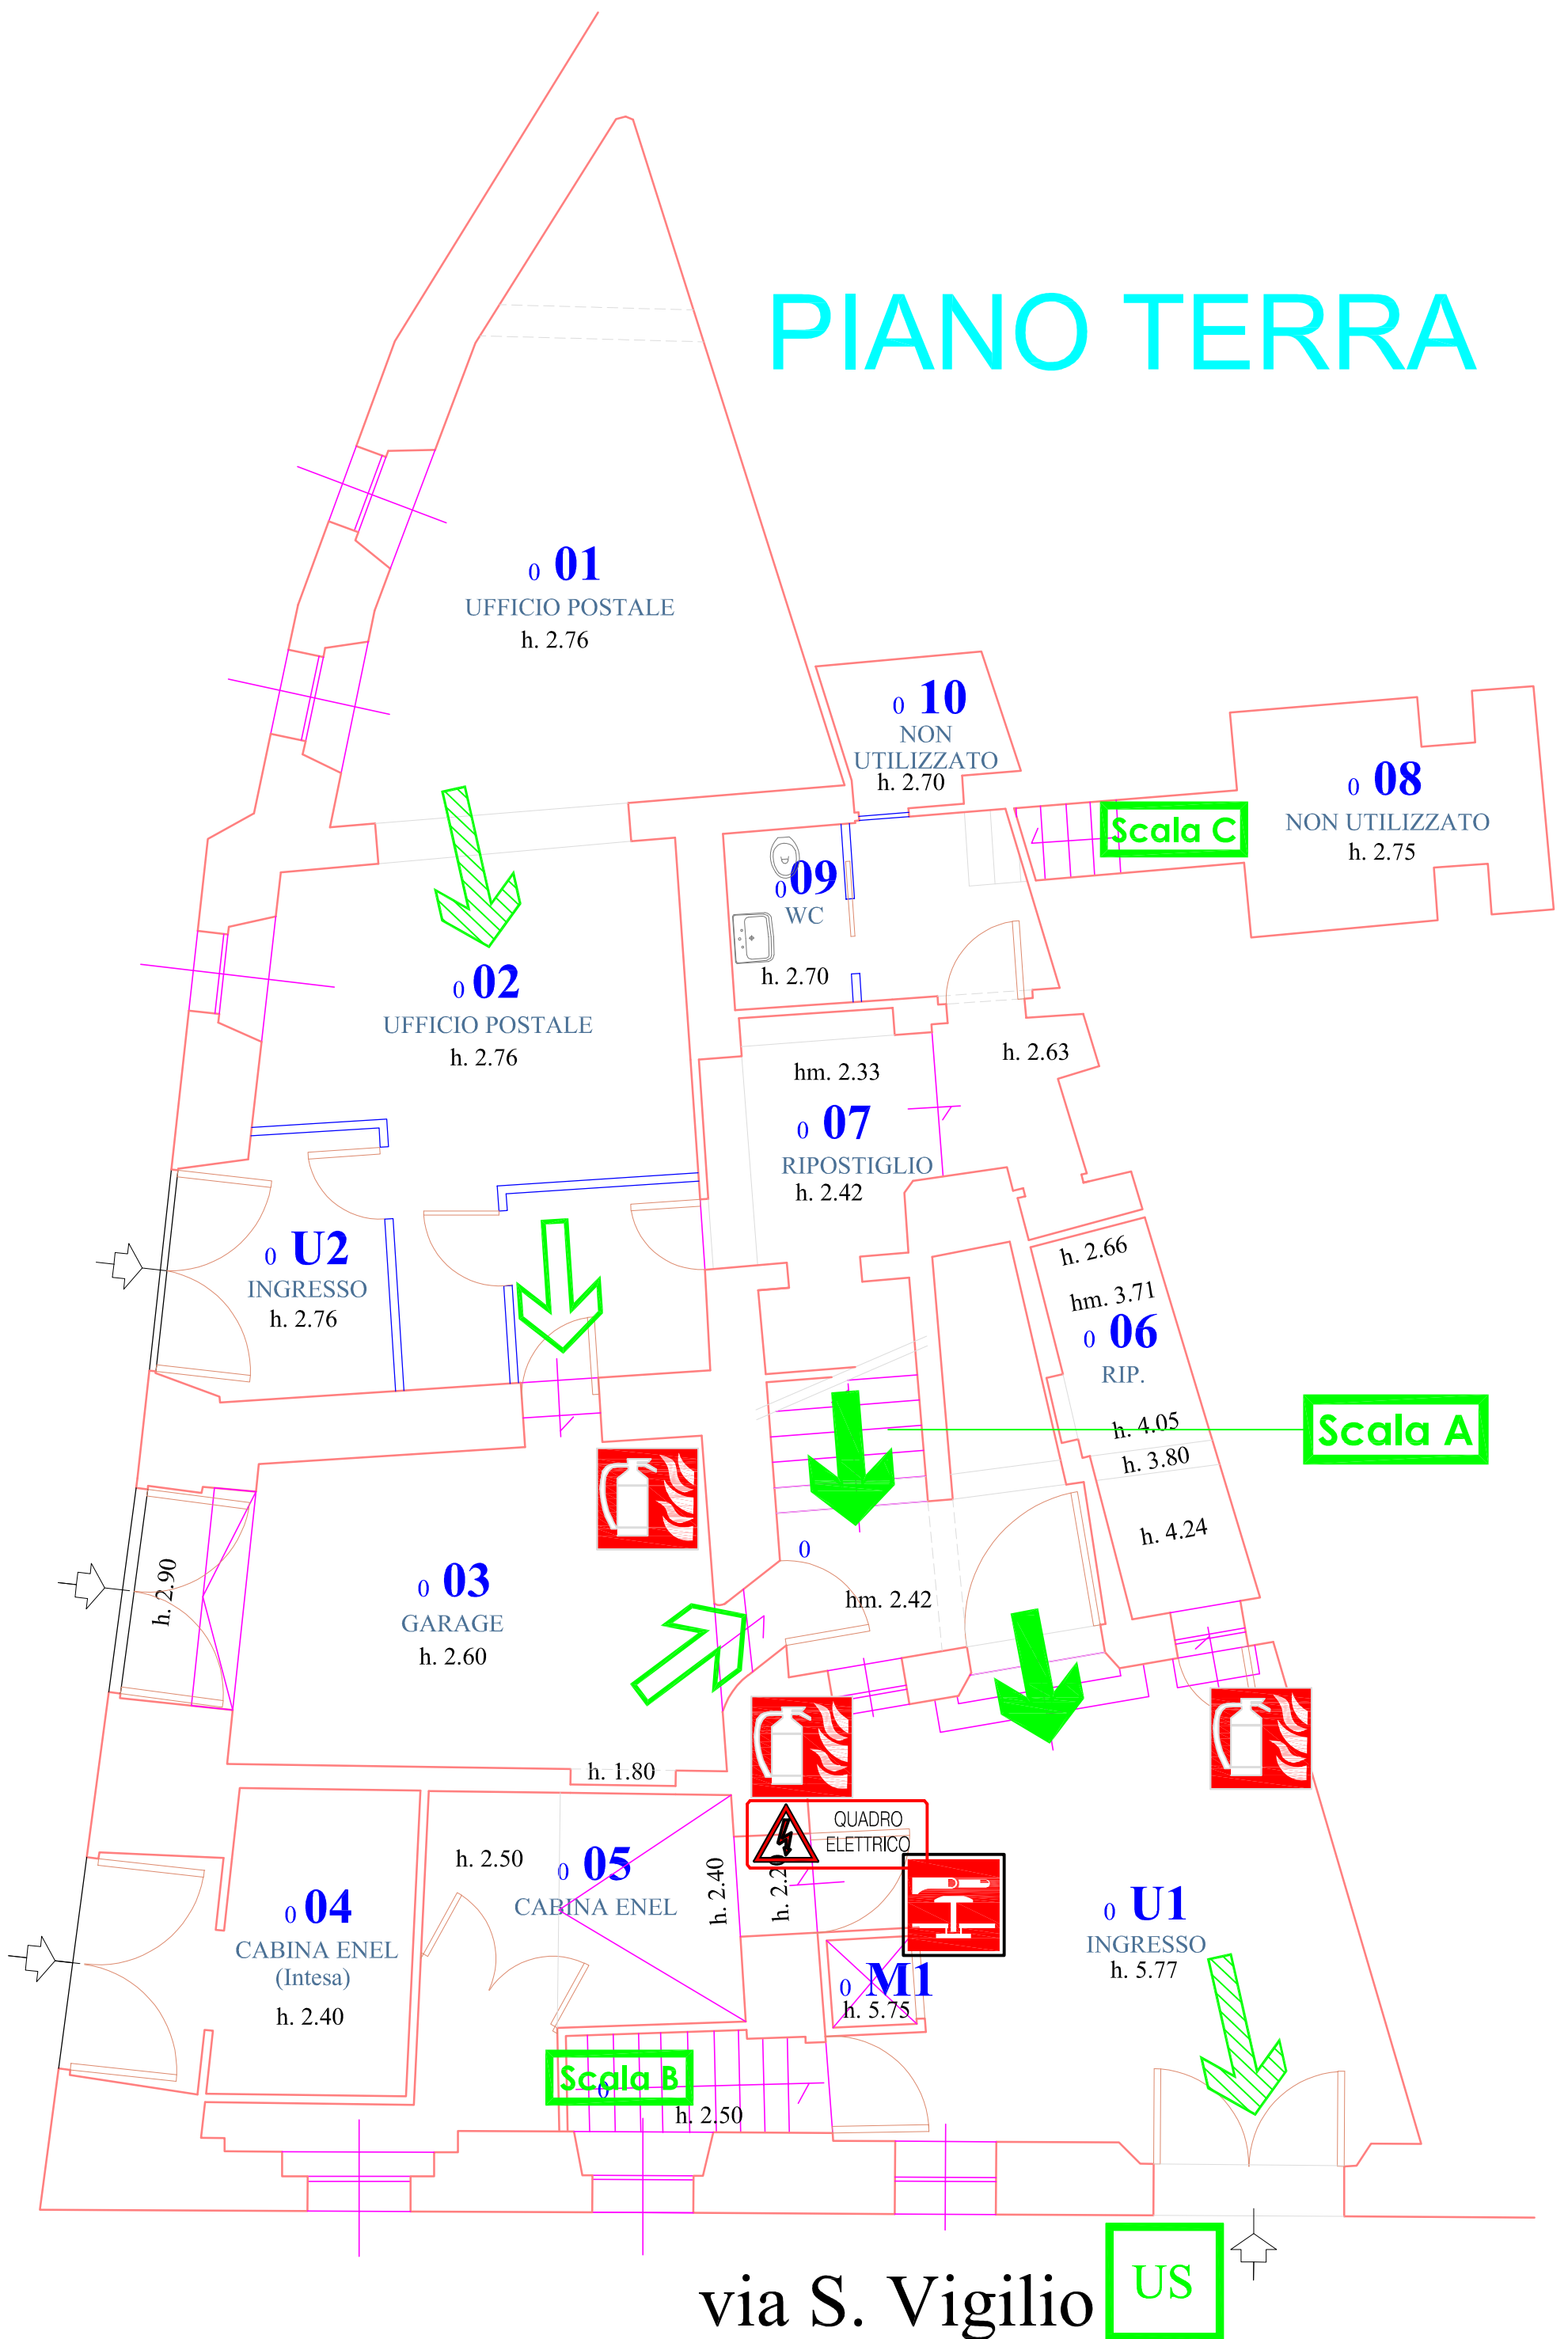 PIANO TERRA
0 01
UFFICIO POSTALE
h. 2.76
0 10
NON
UTILIZZATO
h. 2.70
0 08
NON UTILIZZATO
h. 2.75
Scala C
0 09
WC
h. 2.70
0 02
UFFICIO POSTALE
h. 2.76
h. 2.63
hm. 2.33
0 07
RIPOSTIGLIO
h. 2.42
0 U2
INGRESSO
h. 2.76
h. 2.66
hm. 3.71
0 06
RIP.
h. 4.05
h. 3.80
h. 4.24
Scala A
0
hm. 2.42
h. 2.90
0 03
GARAGE
h. 2.60
h. 1.80
QUADRO
ELETTRICO
h. 2.50
0 05
CABINA ENEL
h. 2.40
h. 2.20
0 04
CABINA ENEL
(Intesa)
h. 2.40
0 U1
INGRESSO
h. 5.77
0 M1
h. 5.75
Scala B
0
h. 2.50
via S. Vigilio
US